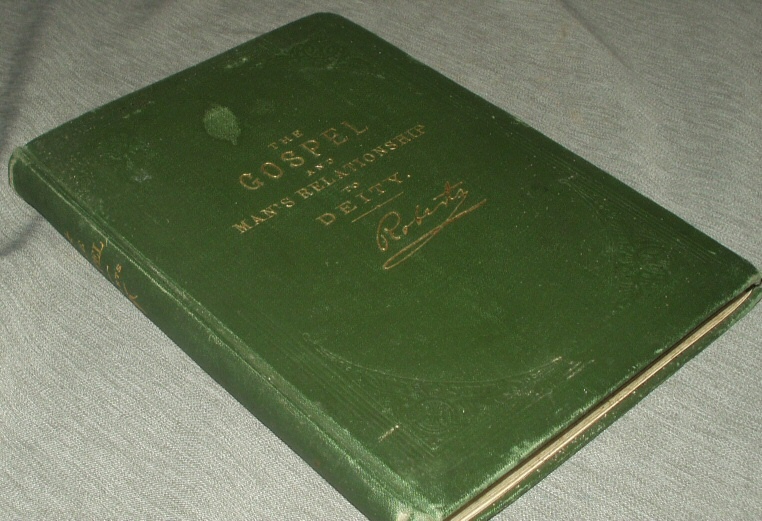 THE
GOSPEL
AND
MAN'S RELATIONSHIP
TO
DEITY.
Roberts